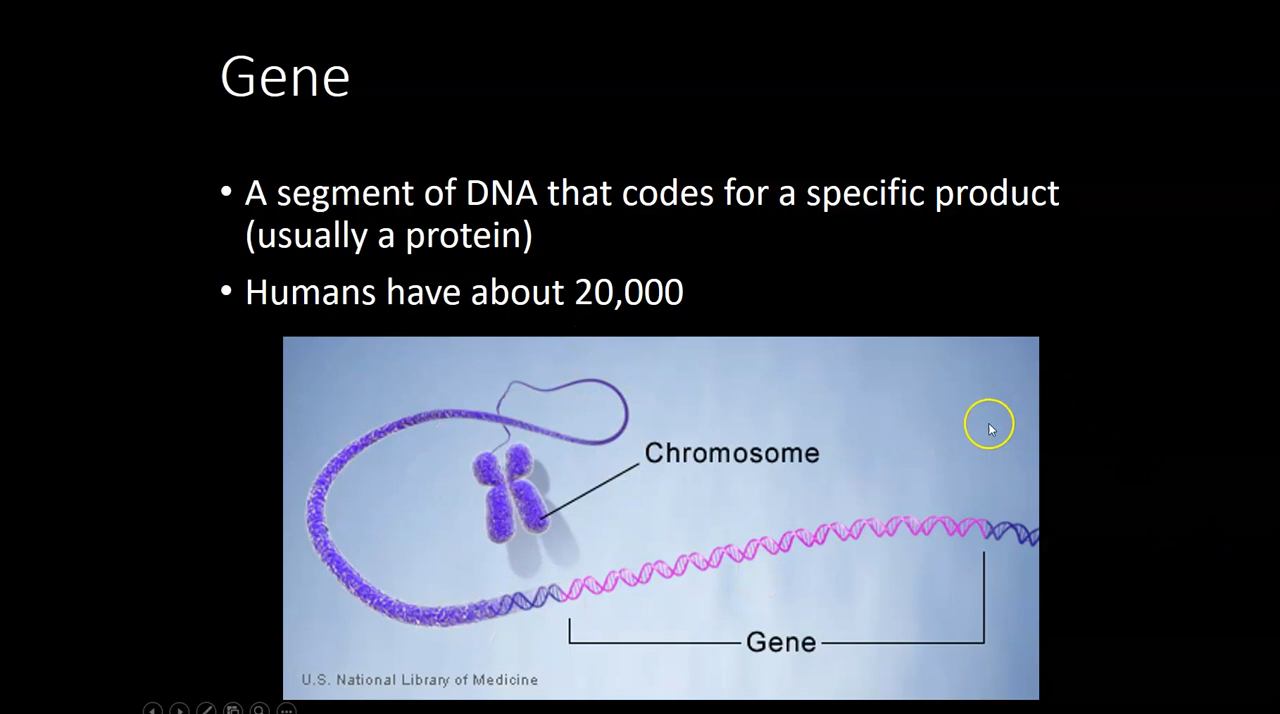 Gene
• A segment of DNA that codes for a specific product
(usually a protein)
• Humans have about 20,000
Chromosome
Gene
U.S. National Library of Medicine